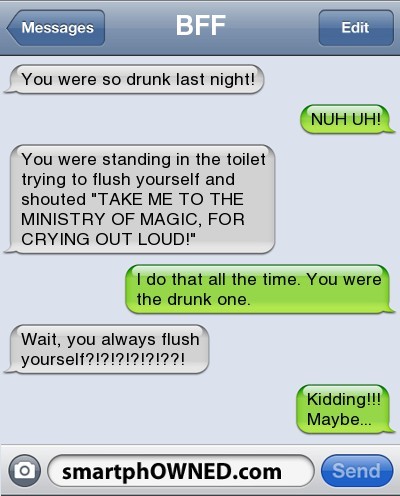 Messages
BFF
Edit
You were so drunk last night!
NUH UH!
You were standing in the toilet
trying to flush yourself and
shouted "TAKE ME TO THE
MINISTRY OF MAGIC, FOR
CRYING OUT LOUD!"
I do that all the time. You were
the drunk one.
Wait, you always flush
yourself?!?!?!?!?!??!
Kidding!!!
Maybe...
smartphOWNED.com
Send